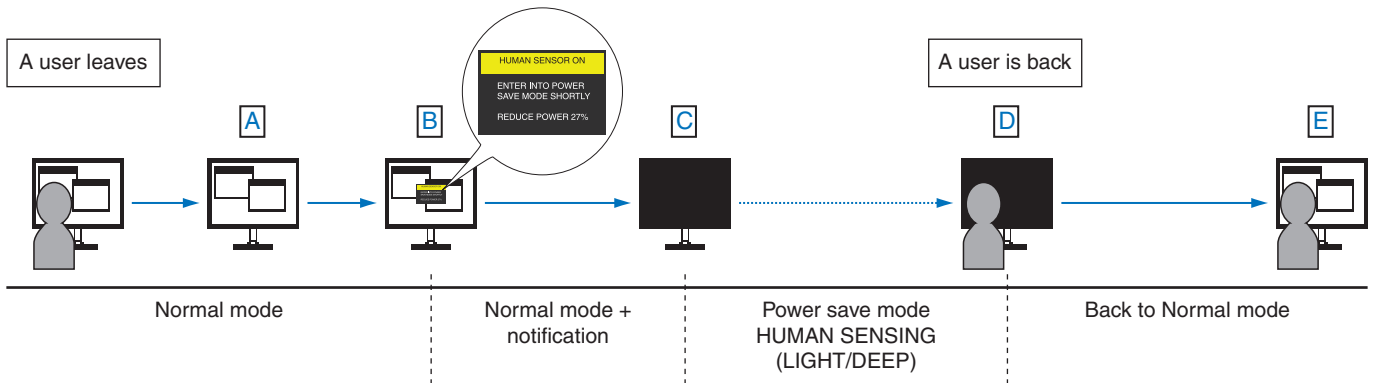 A user leaves
HUMAN SENSOR ON
ENTER INTO POWER
SAVE MODE SHORTLY
REDUCE POWER 27%
A user is back
A
B
C
D
E
Normal mode
Normal mode +
notification
Power save mode
HUMAN SENSING
(LIGHT/DEEP)
Back to Normal mode